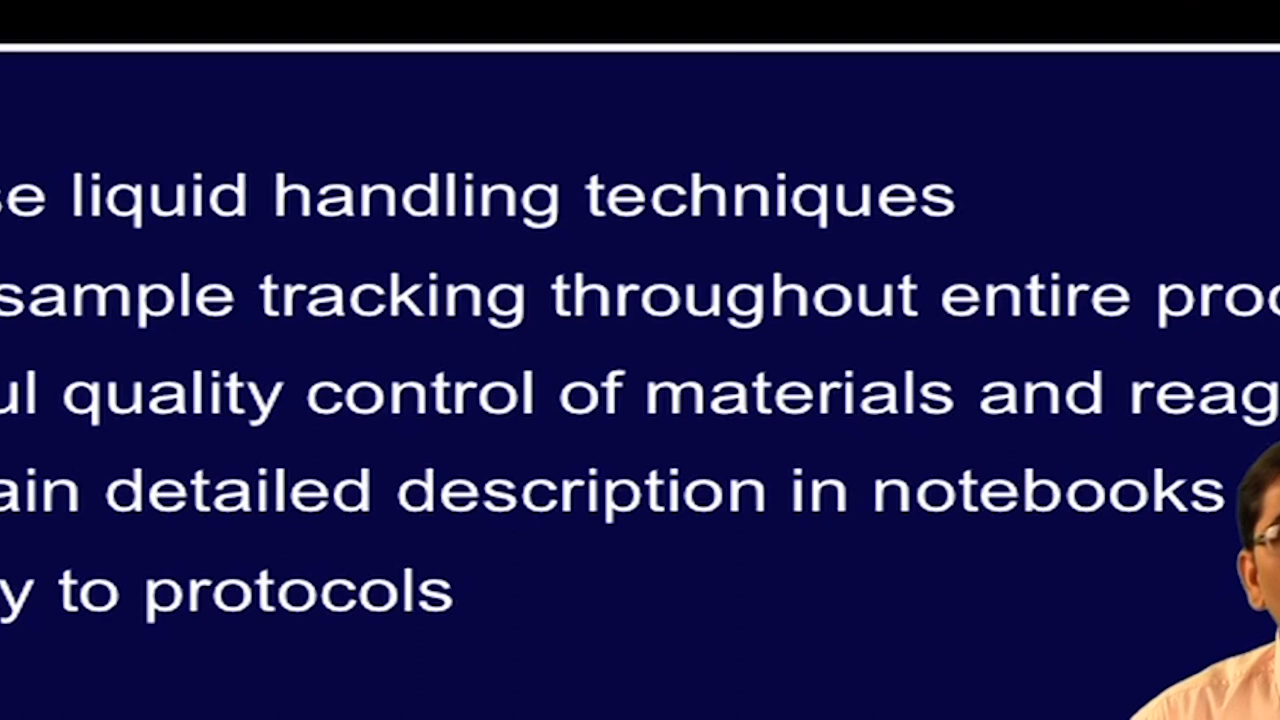 se liquid handling techniques
sample tracking throughout entire proc
ul quality control of materials and reag
ain detailed description in notebooks
y to protocols